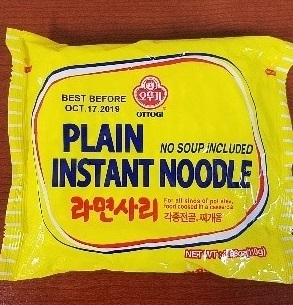 오뚜기
OTTOGI
BEST BEFORE
OCT.17.2019
PLAIN
NO SOUP INCLUDED
INSTANT NOODLE
라면사리
For all kinds of pot stew,
food cooked in a casserole
각종전골, 찌개용
NET WT.
(110g)